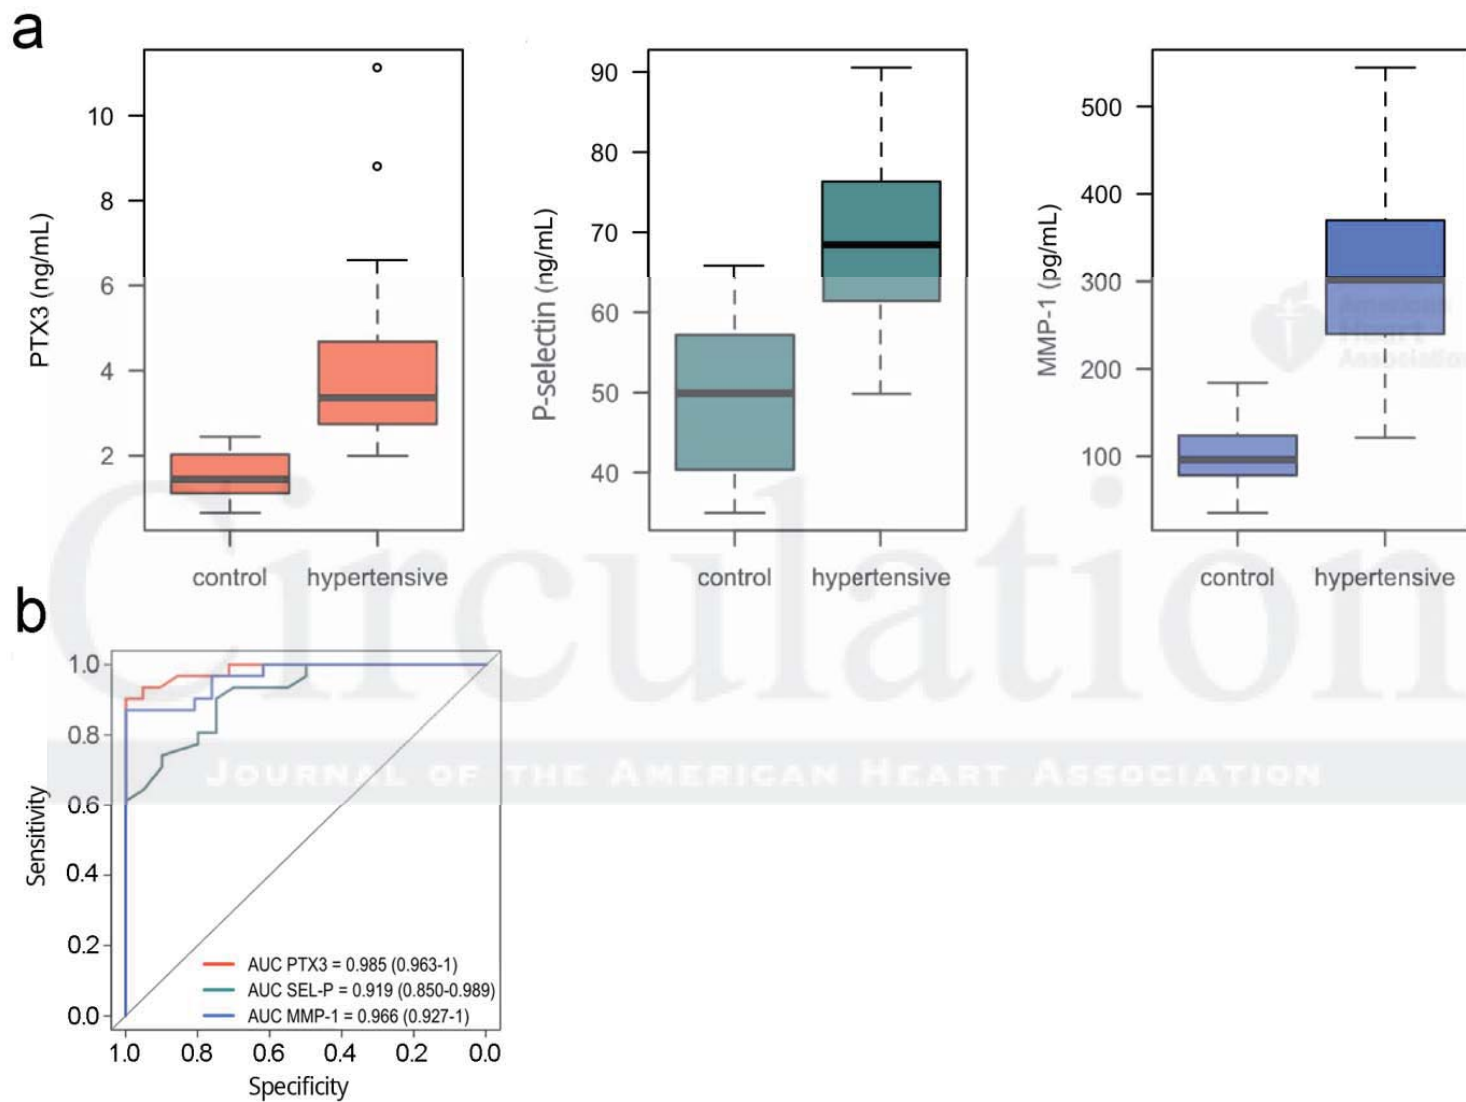 a
PTX3 (ng/mL)
10
8
6
4
2
control hypertensive
P-selectin (ng/mL)
90
80
70
60
50
40
control hypertensive
MMP-1 (pg/mL)
500
400
300
200
100
control hypertensive
American
Heart
Association
Circulation
JOURNAL OF THE AMERICAN HEART ASSOCIATION
b
Sensitivity
1.0
0.8
0.6
0.4
0.2
0.0
AUC PTX3 = 0.985 (0.963-1)
AUC SEL-P = 0.919 (0.850-0.989)
AUC MMP-1 = 0.966 (0.927-1)
1.0 0.8 0.6 0.4 0.2 0.0
Specificity